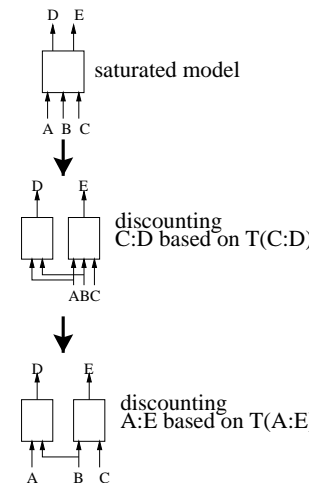 D E
saturated model
A B C
D E
discounting
C:D based on T(C:D)
ABC
D E
discounting
A:E based on T(A:E)
A B C